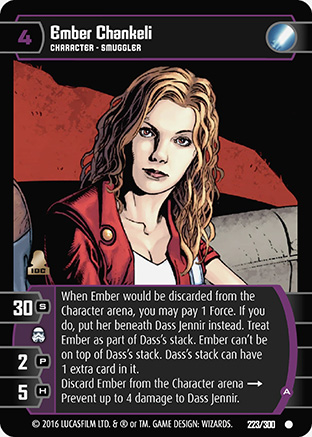 4
Ember Chankeli
CHARACTER - SMUGGLER
IBC
30 S
2 P
5 H
When Ember would be discarded from the
Character arena, you may pay 1 Force. If you
do, put her beneath Dass Jennir instead. Treat
Ember as part of Dass's stack. Ember can't be
on top of Dass's stack. Dass's stack can have
1 extra card in it.
Discard Ember from the Character arena →
Prevent up to 4 damage to Dass Jennir.
A
© 2016 LUCASFILM LTD. & ® or TM. GAME DESIGN: WIZARDS.
223/300